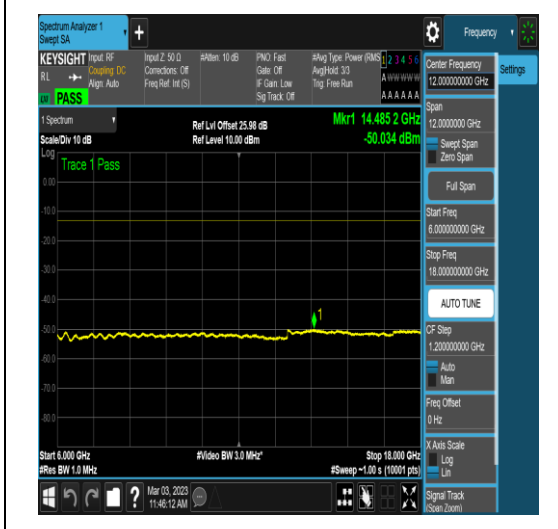 Spectrum Analyzer 1
Swept SA
+
Frequency
KEYSIGHT
RL
PASS
Input: RF
Coupling: DC
Align: Auto
Input Z: 50 Ω
Corrections: Off
Freq Ref: Int (S)
#Atten: 10 dB
PNO: Fast
Gate: Off
IF Gain: Low
Sig Track: Off
#Avg Type: Power (RMS
Avg|Hold: 3/3
Trig: Free Run
1 2 3 4 5 6
A W W W W W
A A A A A A
Settings
1 Spectrum
Scale/Div 10 dB
Ref Lvl Offset 25.98 dB
Ref Level 10.00 dBm
Mkr1 14.485 2 GHz
-50.034 dBm
Log
Trace 1 Pass
0.00
-10.0
-20.0
-30.0
-40.0
-50.0
-60.0
-70.0
-80.0
1
Start 6.000 GHz
#Res BW 1.0 MHz
#Video BW 3.0 MHz*
Stop 18.000 GHz
#Sweep ~1.00 s (10001 pts)
Center Frequency
12.000000000 GHz
Span
12.0000000 GHz
Swept Span
Zero Span
Full Span
Start Freq
6.000000000 GHz
Stop Freq
18.000000000 GHz
AUTO TUNE
CF Step
1.200000000 GHz
Auto
Man
Freq Offset
0 Hz
X Axis Scale
Log
Lin
Signal Track
(Span Zoom)
?
Mar 03, 2023
11:46:12 AM